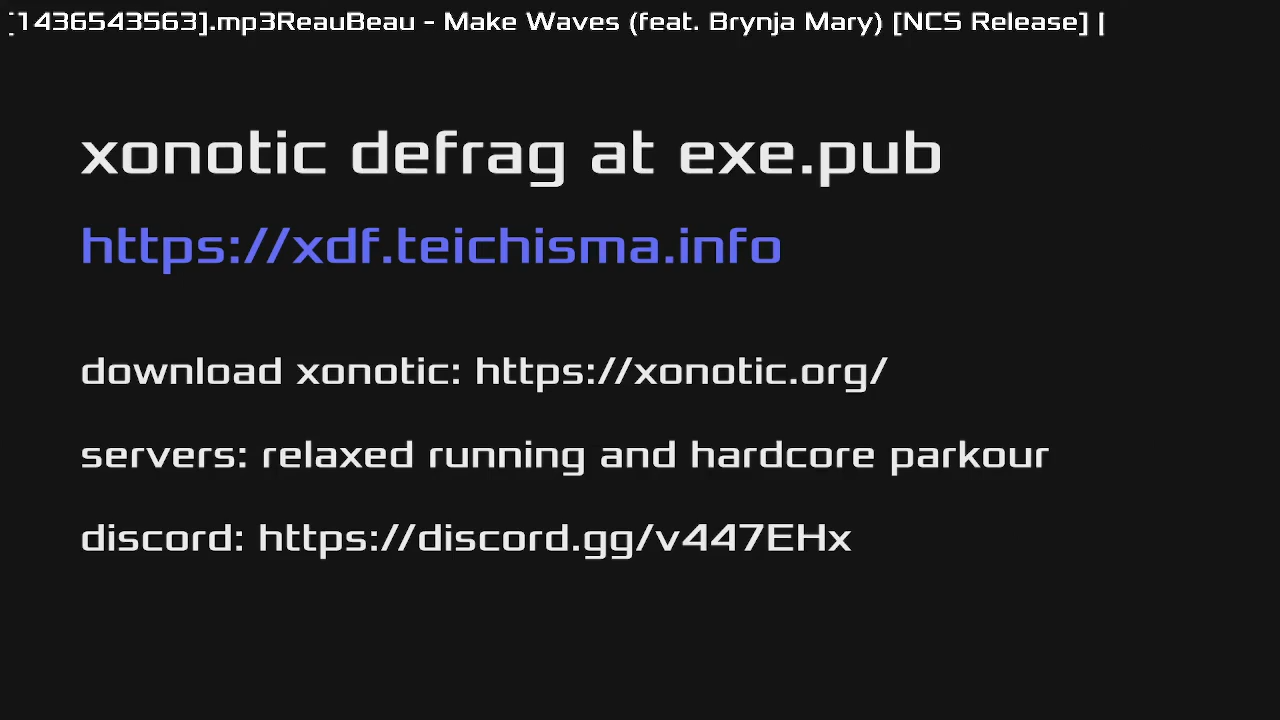 [1436543563].mp3ReauBeau - Make Waves (feat. Brynja Mary) [NCS Release] |
xonotic defrag at exe.pub
https://xdf.teichisma.info
download xonotic: https://xonotic.org/
servers: relaxed running and hardcore parkour
discord: https://discord.gg/v447EHx